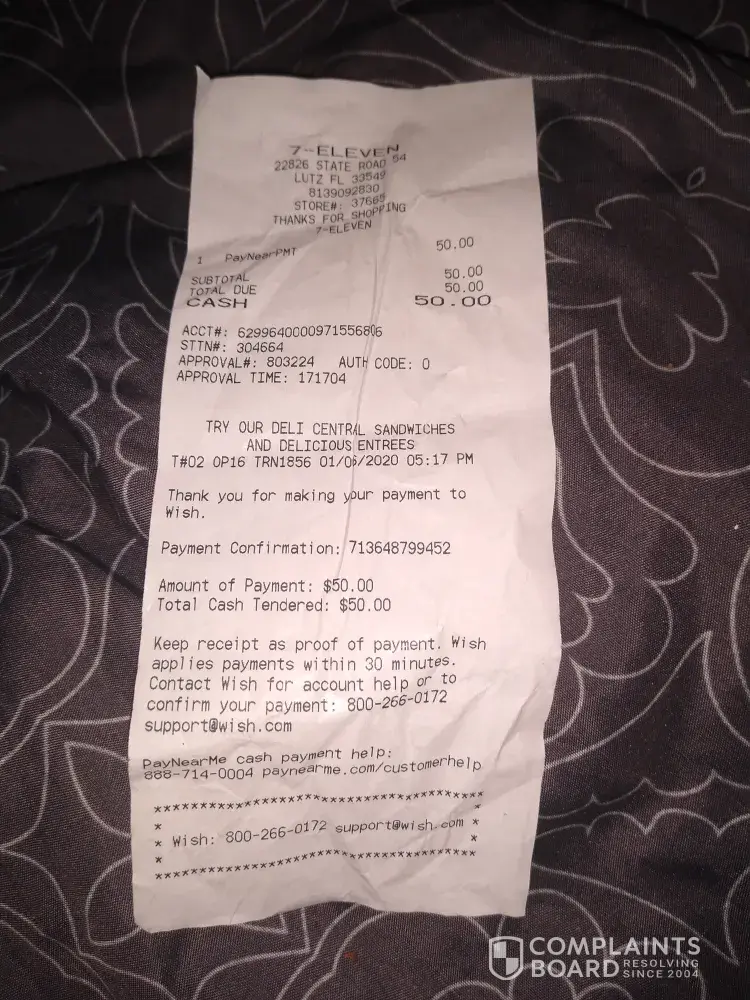 7-ELEVEN
22826 STATE ROAD 54
LUTZ FL 33549
8139092830
STORE#: 37665
THANKS FOR SHOPPING
7-ELEVEN
1 PayNearPMT 50.00
SUBTOTAL 50.00
TOTAL DUE 50.00
CASH 50.00
ACCT#: 6299640000971556806
STTN#: 304664
APPROVAL#: 803224 AUTH CODE: 0
APPROVAL TIME: 171704
TRY OUR DELI CENTRAL SANDWICHES
AND DELICIOUS ENTREES
T#02 OP16 TRN1856 01/06/2020 05:17 PM
Thank you for making your payment to
Wish.
Payment Confirmation: 713648799452
Amount of Payment: $50.00
Total Cash Tendered: $50.00
Keep receipt as proof of payment. Wish
applies payments within 30 minutes.
Contact Wish for account help or to
confirm your payment: 800-266-0172
support@wish.com
PayNearMe cash payment help:
888-714-0004 paynearme.com/customerhelp
****************************************
* *
* Wish: 800-266-0172 support@wish.com *
* *
****************************************
COMPLAINTS
BOARD RESOLVING
SINCE 2004